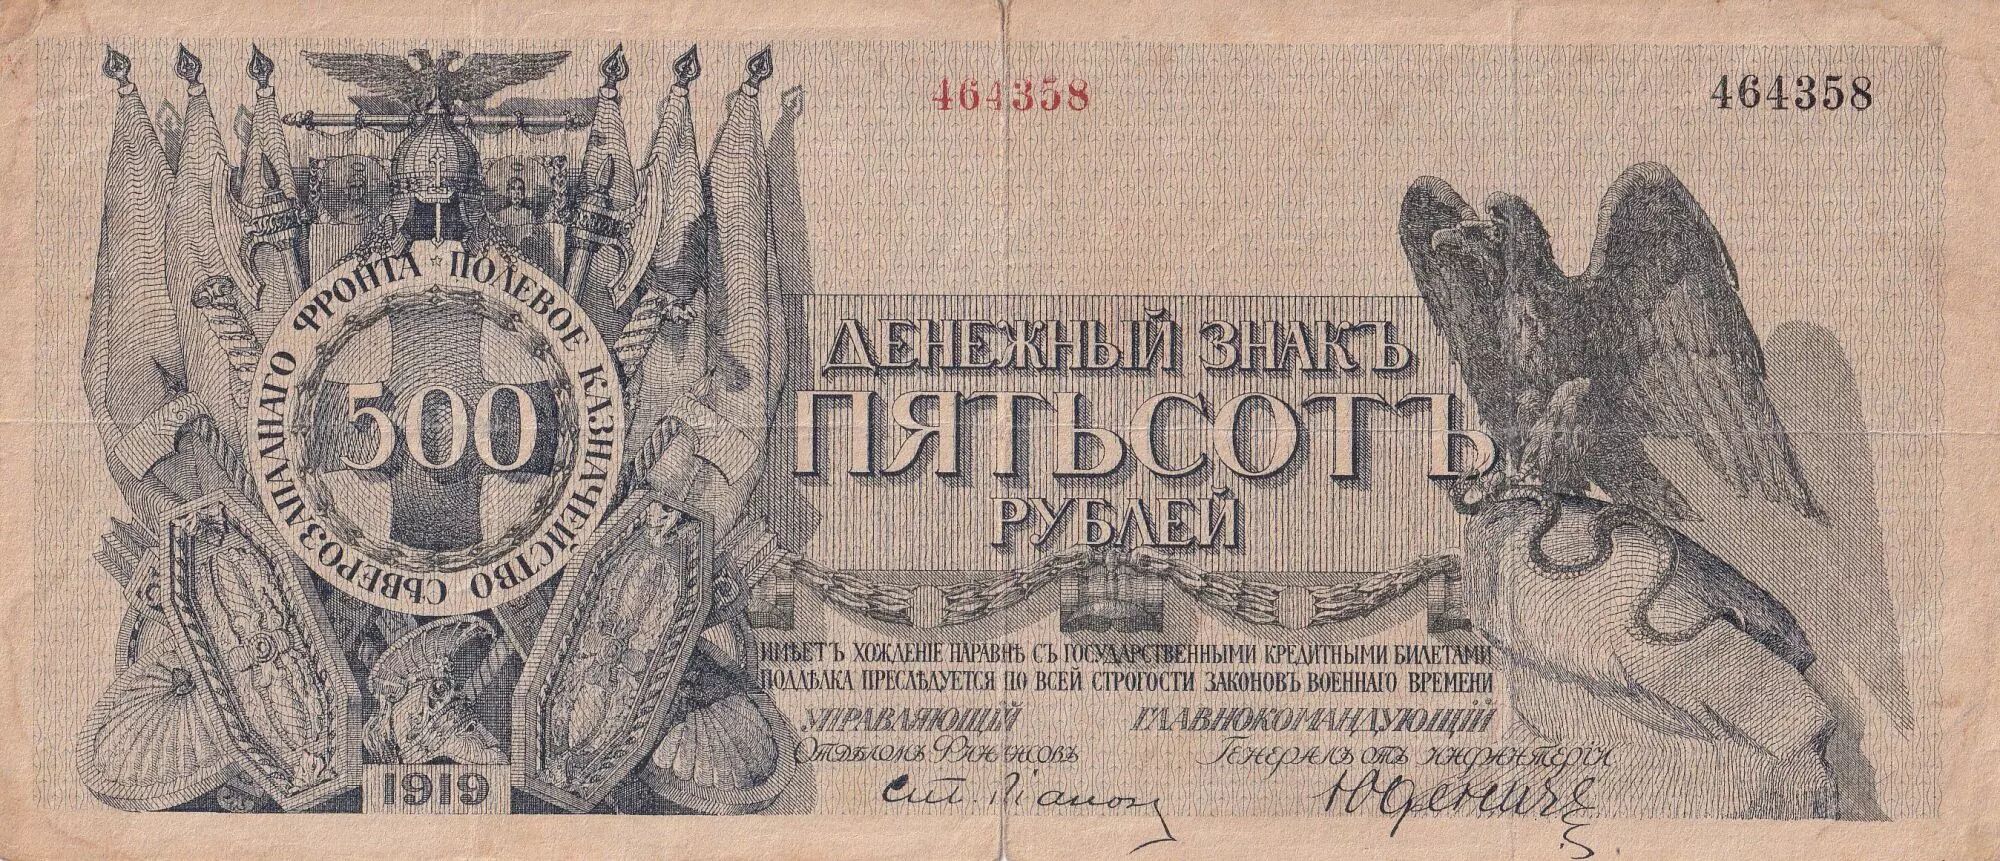 464358
464358
ПОЛЕВОЕ КАЗНАЧЕЙСТВО СѢВЕРОЗАПАДНАГО ФРОНТА
500
ДЕНЕЖНЫЙ ЗНАКЪ
ПЯТЬСОТЪ
РУБЛЕЙ
ИМѢЕТЪ ХОЖДЕНІЕ НАРАВНѢ СЪ ГОСУДАРСТВЕННЫМИ КРЕДИТНЫМИ БИЛЕТАМИ
ПОДДѢЛКА ПРЕСЛѢДУЕТСЯ ПО ВСЕЙ СТРОГОСТИ ЗАКОНОВЪ ВОЕННАГО ВРЕМЕНИ
УПРАВЛЯЮЩІЙ ГЛАВНОКОМАНДУЮЩІЙ
ОТДѢЛОМЪ ФИНАНСОВЪ ГЕНЕРАЛЪ ОТЪ ИНФАНТЕРІИ
Юденичъ
1919